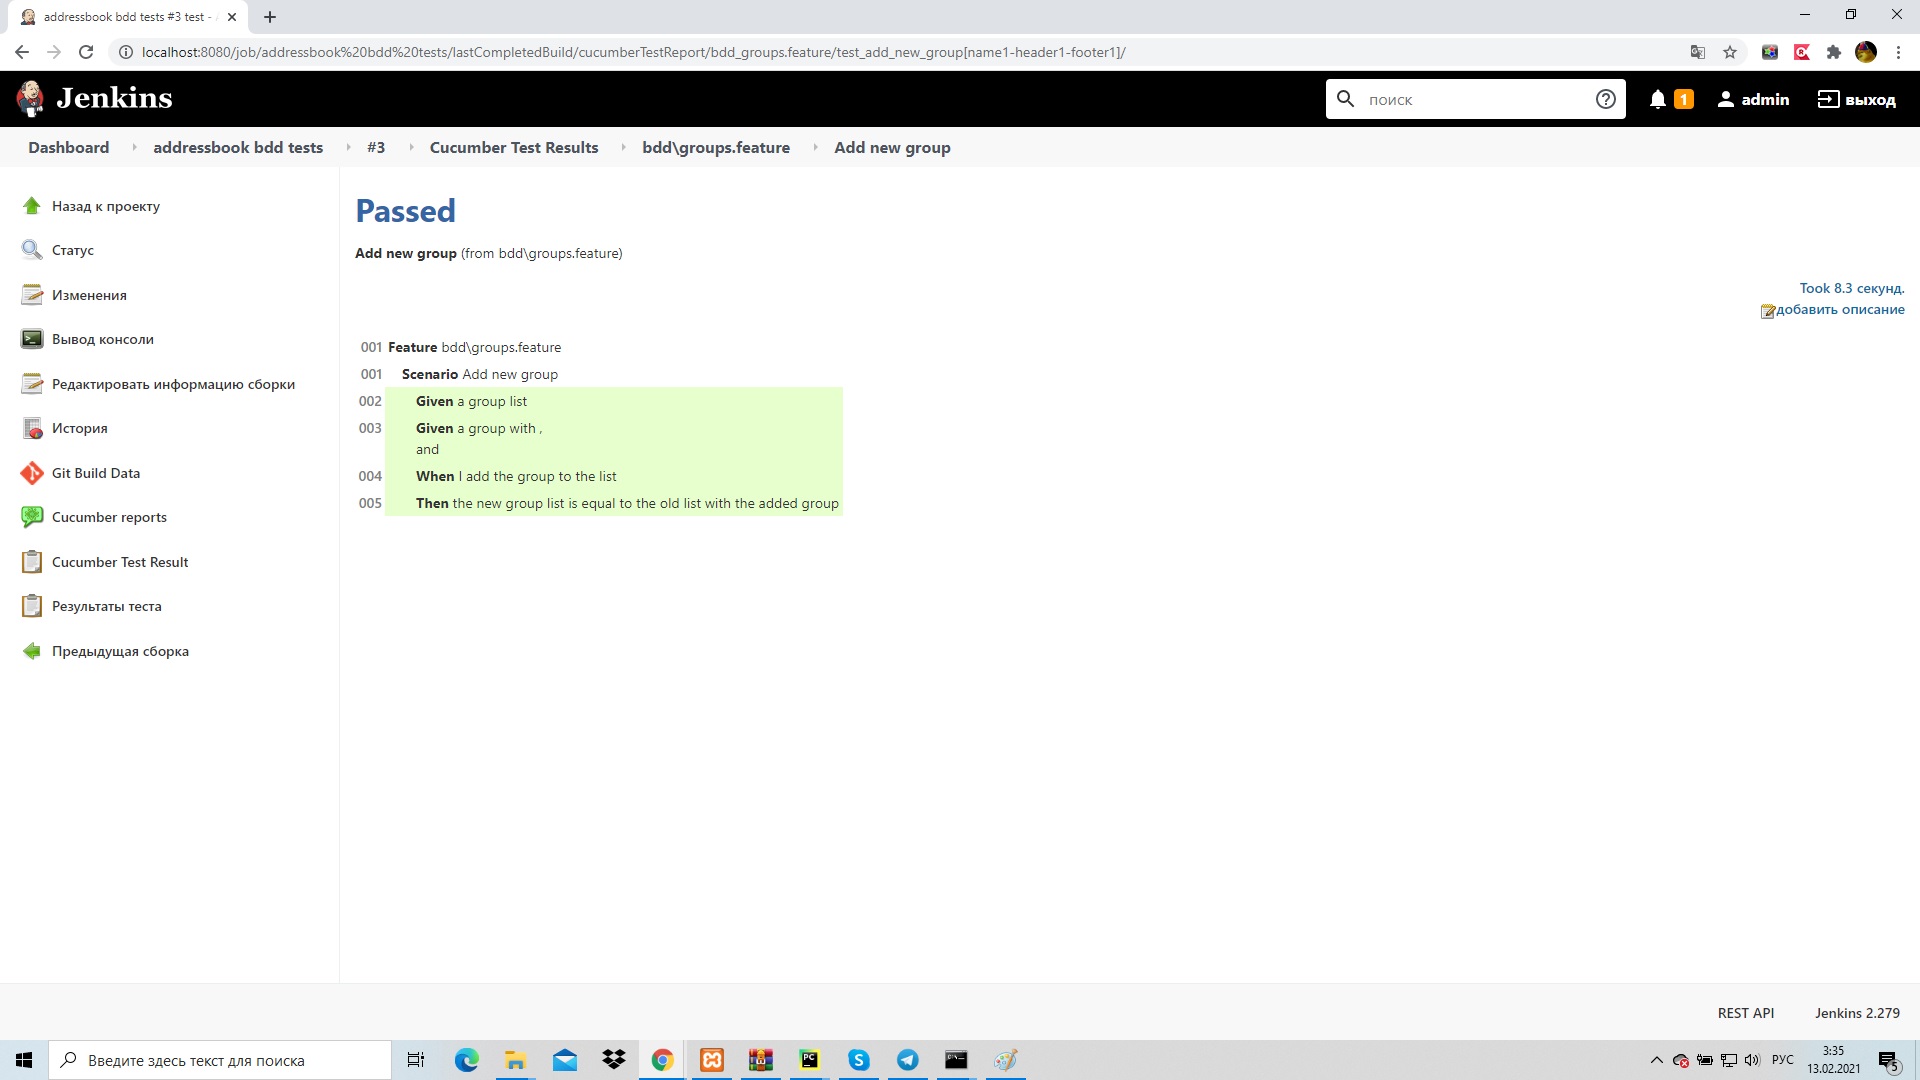 addressbook bdd tests #3 test -
localhost:8080/job/addressbook%20bdd%20tests/lastCompletedBuild/cucumberTestReport/bdd_groups.feature/test_add_new_group[name1-header1-footer1]/
Jenkins
поиск
1
admin
выход
Dashboard
addressbook bdd tests
#3
Cucumber Test Results
bdd\groups.feature
Add new group
Назад к проекту
Статус
Изменения
Вывод консоли
Редактировать информацию сборки
История
Git Build Data
Cucumber reports
Cucumber Test Result
Результаты теста
Предыдущая сборка
Passed
Add new group (from bdd\groups.feature)
Took 8.3 секунд.
добавить описание
001 Feature bdd\groups.feature
001 Scenario Add new group
002 Given a group list
003 Given a group with ,
and
004 When I add the group to the list
005 Then the new group list is equal to the old list with the added group
REST API
Jenkins 2.279
Введите здесь текст для поиска
РУС
3:35
13.02.2021
5